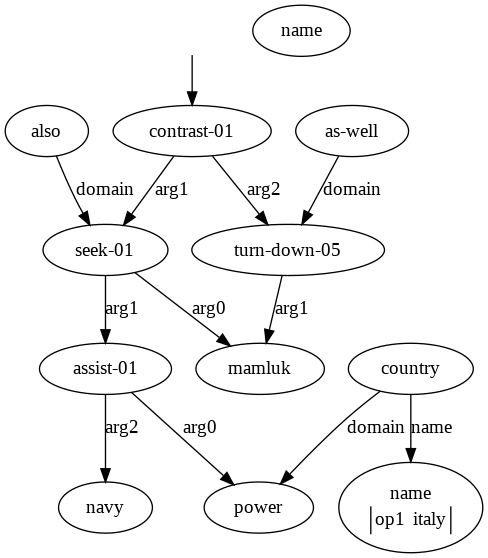 name
also
contrast-01
as-well
domain
arg1
arg2
domain
seek-01
turn-down-05
arg1
arg0
arg1
assist-01
mamluk
country
arg2
arg0
domain
name
navy
power
name
op1 italy